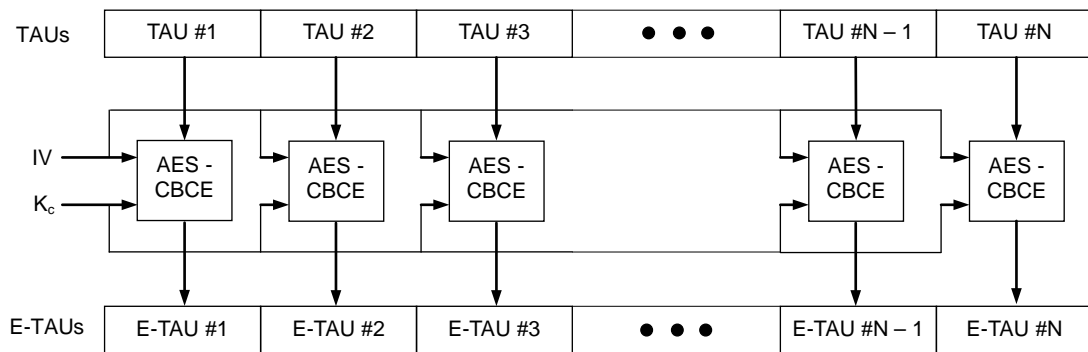 TAUs TAU #1 TAU #2 TAU #3 ● ● ● TAU #N – 1 TAU #N
IV
K_c
AES - CBCE
AES - CBCE
AES - CBCE
AES - CBCE
AES - CBCE
E-TAUs E-TAU #1 E-TAU #2 E-TAU #3 ● ● ● E-TAU #N – 1 E-TAU #N